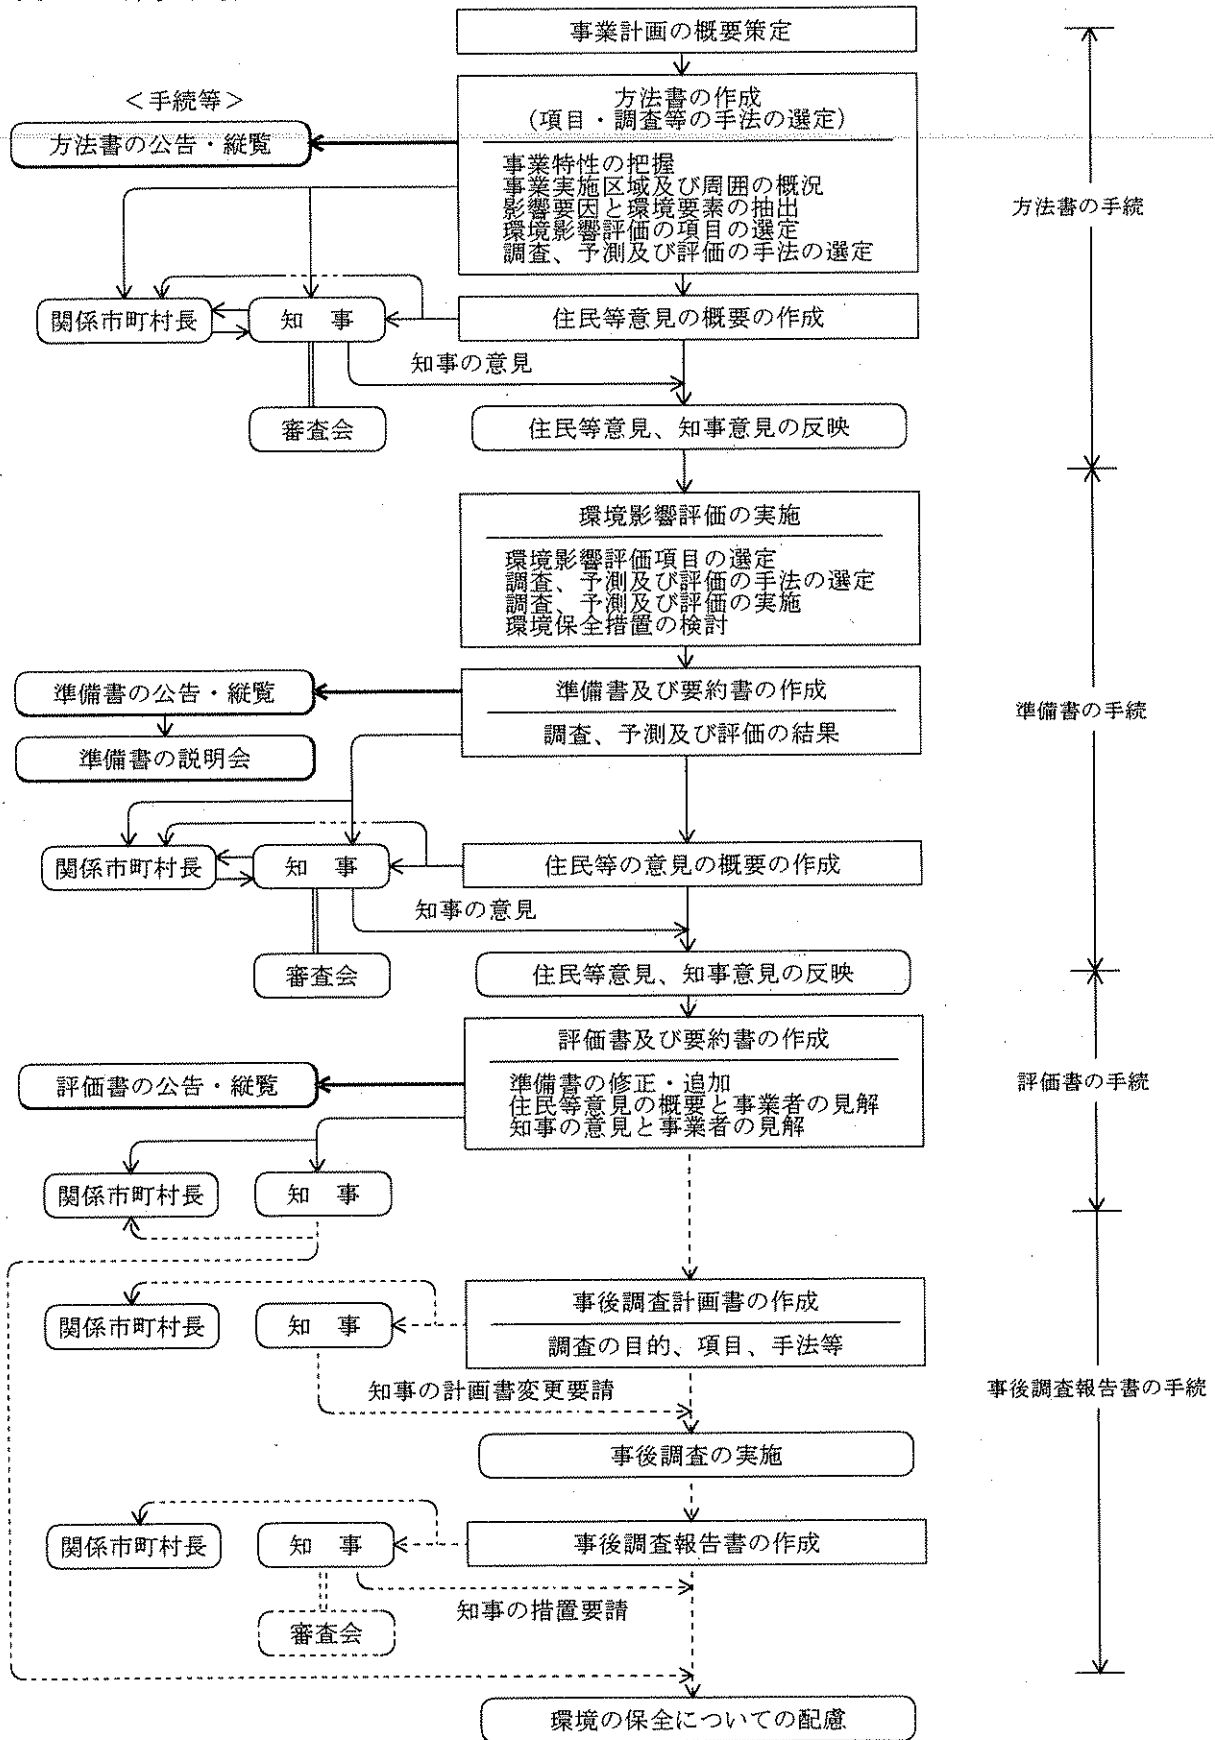 事業計画の概要策定
＜手続等＞
方法書の作成
(項目・調査等の手法の選定)
方法書の公告・縦覧
事業特性の把握
事業実施区域及び周囲の概況
影響要因と環境要素の抽出
環境影響評価の項目の選定
調査、予測及び評価の手法の選定
方法書の手続
関係市町村長
知　事
住民等意見の概要の作成
知事の意見
審査会
住民等意見、知事意見の反映
環境影響評価の実施
環境影響評価項目の選定
調査、予測及び評価の手法の選定
調査、予測及び評価の実施
環境保全措置の検討
準備書の公告・縦覧
準備書及び要約書の作成
準備書の手続
調査、予測及び評価の結果
準備書の説明会
関係市町村長
知　事
住民等の意見の概要の作成
知事の意見
審査会
住民等意見、知事意見の反映
評価書及び要約書の作成
評価書の公告・縦覧
準備書の修正・追加
住民等意見の概要と事業者の見解
知事の意見と事業者の見解
評価書の手続
関係市町村長
知　事
事後調査計画書の作成
関係市町村長
知　事
調査の目的、項目、手法等
知事の計画書変更要請
事後調査報告書の手続
事後調査の実施
関係市町村長
知　事
事後調査報告書の作成
知事の措置要請
審査会
環境の保全についての配慮